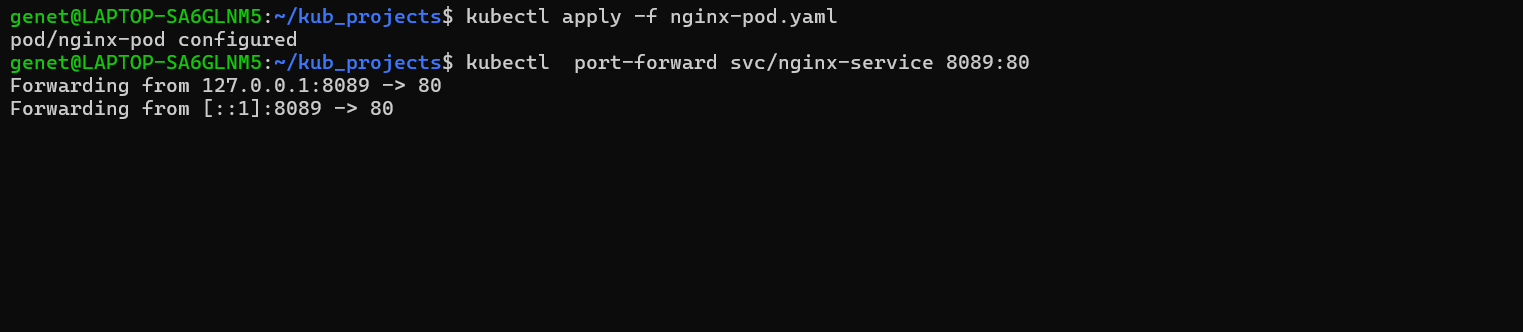 genet@LAPTOP-SA6GLNM5:~/kub_projects$ kubectl apply -f nginx-pod.yaml
pod/nginx-pod configured
genet@LAPTOP-SA6GLNM5:~/kub_projects$ kubectl  port-forward svc/nginx-service 8089:80
Forwarding from 127.0.0.1:8089 -> 80
Forwarding from [::1]:8089 -> 80